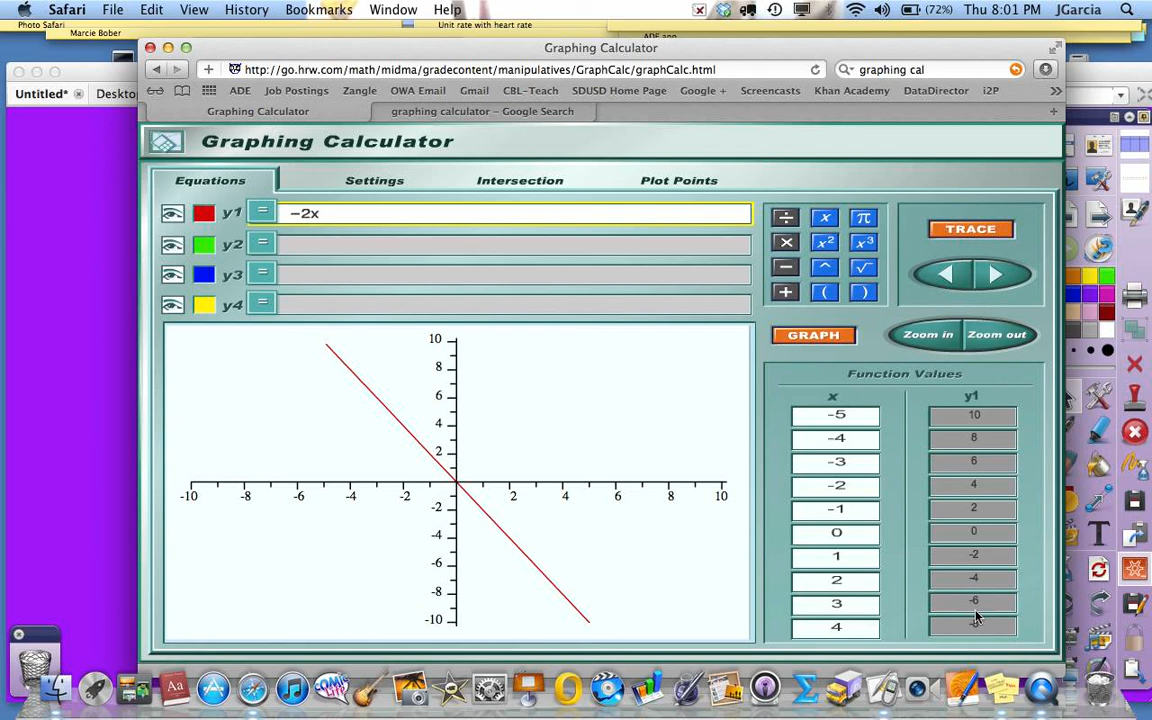 Safari File Edit View History Bookmarks Window Help (72%) Thu 8:01 PM JGarcia
Photo Safari Unit rate with heart rate
Marcie Bober
Graphing Calculator
http://go.hrw.com/math/midma/gradecontent/manipulatives/GraphCalc/graphCalc.html graphing cal
Untitled* Deskto ADE Job Postings Zangle OWA Email Gmail CBL-Teach SDUSD Home Page Google + Screencasts Khan Academy DataDirector i2P
Graphing Calculator graphing calculator – Google Search
Graphing Calculator
Equations Settings Intersection Plot Points
y1 = −2x
y2 =
y3 =
y4 =
÷ x π
× x² x³
− ^ √
+ ( )
TRACE
GRAPH Zoom in Zoom out
10
8
6
4
2
-10 -8 -6 -4 -2 2 4 6 8 10
-2
-4
-6
-8
-10
Function Values
x y1
-5 10
-4 8
-3 6
-2 4
-1 2
0 0
1 -2
2 -4
3 -6
4